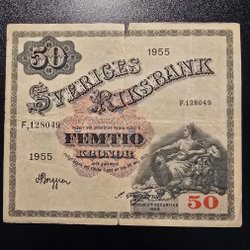 50
1955
SVERIGES
RIKSBANK
F,128049
F,128049
FEMTIO
KRONOR
1955
50